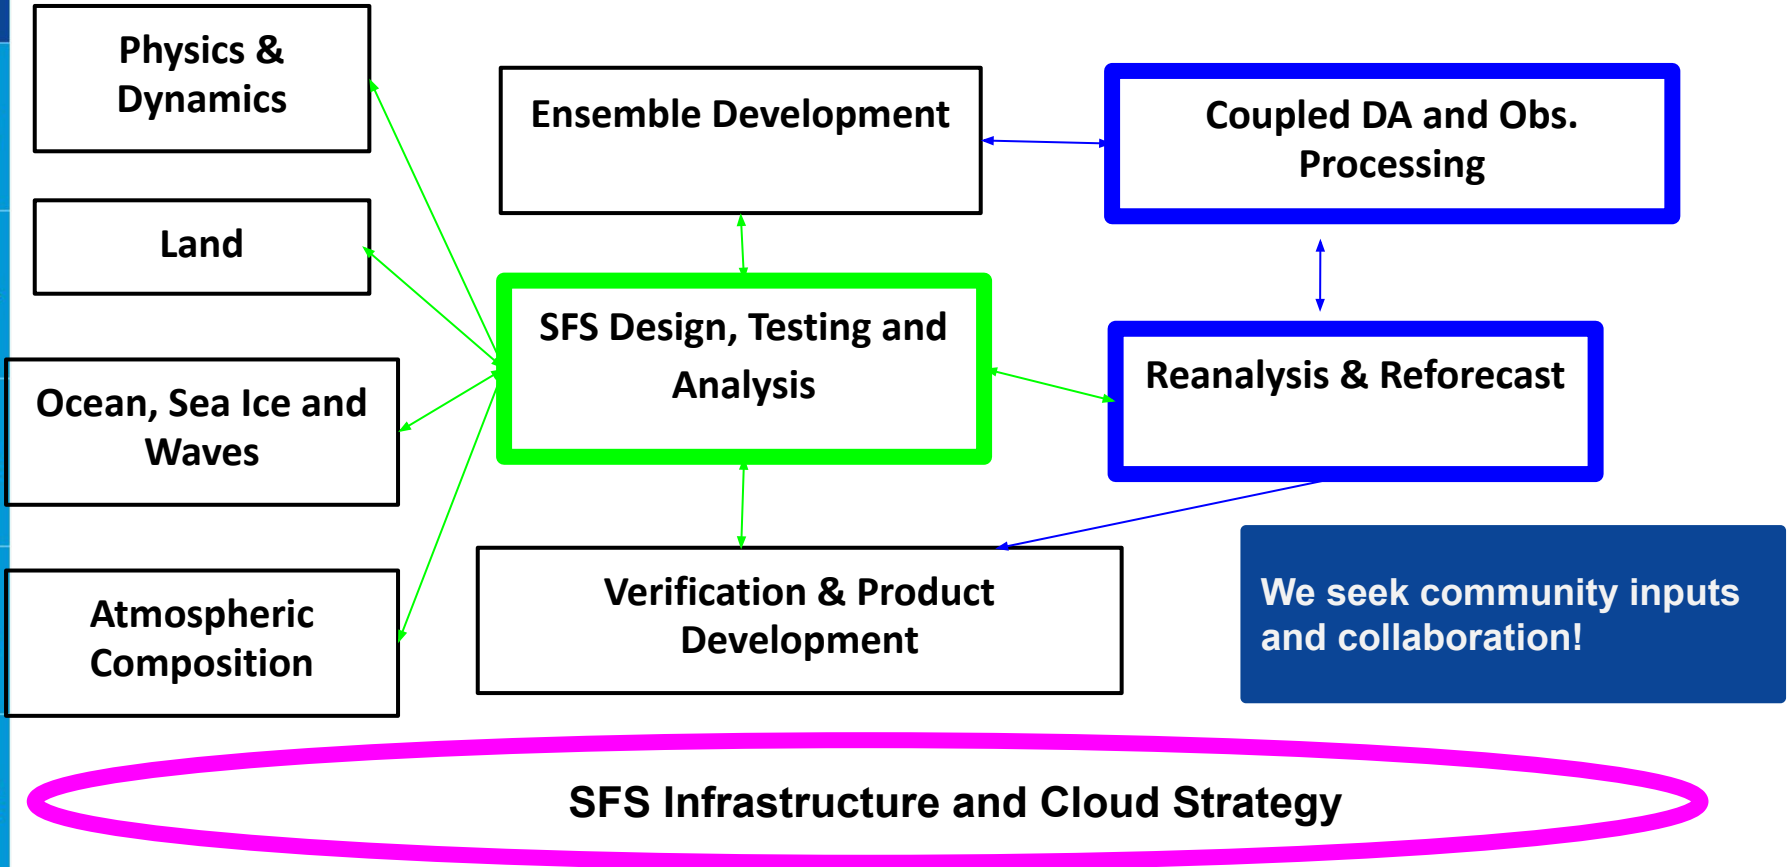 Physics &
Dynamics
Ensemble Development
Coupled DA and Obs.
Processing
Land
SFS Design, Testing and
Analysis
Reanalysis & Reforecast
Ocean, Sea Ice and
Waves
Atmospheric
Composition
Verification & Product
Development
We seek community inputs
and collaboration!
SFS Infrastructure and Cloud Strategy